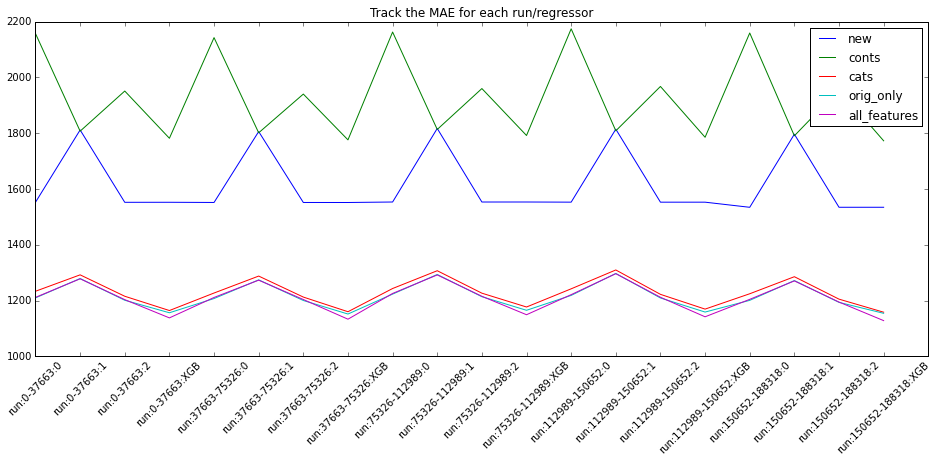 Track the MAE for each run/regressor
2200
2000
1800
1600
1400
1200
1000
new
conts
cats
orig_only
all_features
run:0-37663:0
run:0-37663:1
run:0-37663:2
run:0-37663:XGB
run:37663-75326:0
run:37663-75326:1
run:37663-75326:2
run:37663-75326:XGB
run:75326-112989:0
run:75326-112989:1
run:75326-112989:2
run:75326-112989:XGB
run:112989-150652:0
run:112989-150652:1
run:112989-150652:2
run:112989-150652:XGB
run:150652-188318:0
run:150652-188318:1
run:150652-188318:2
run:150652-188318:XGB